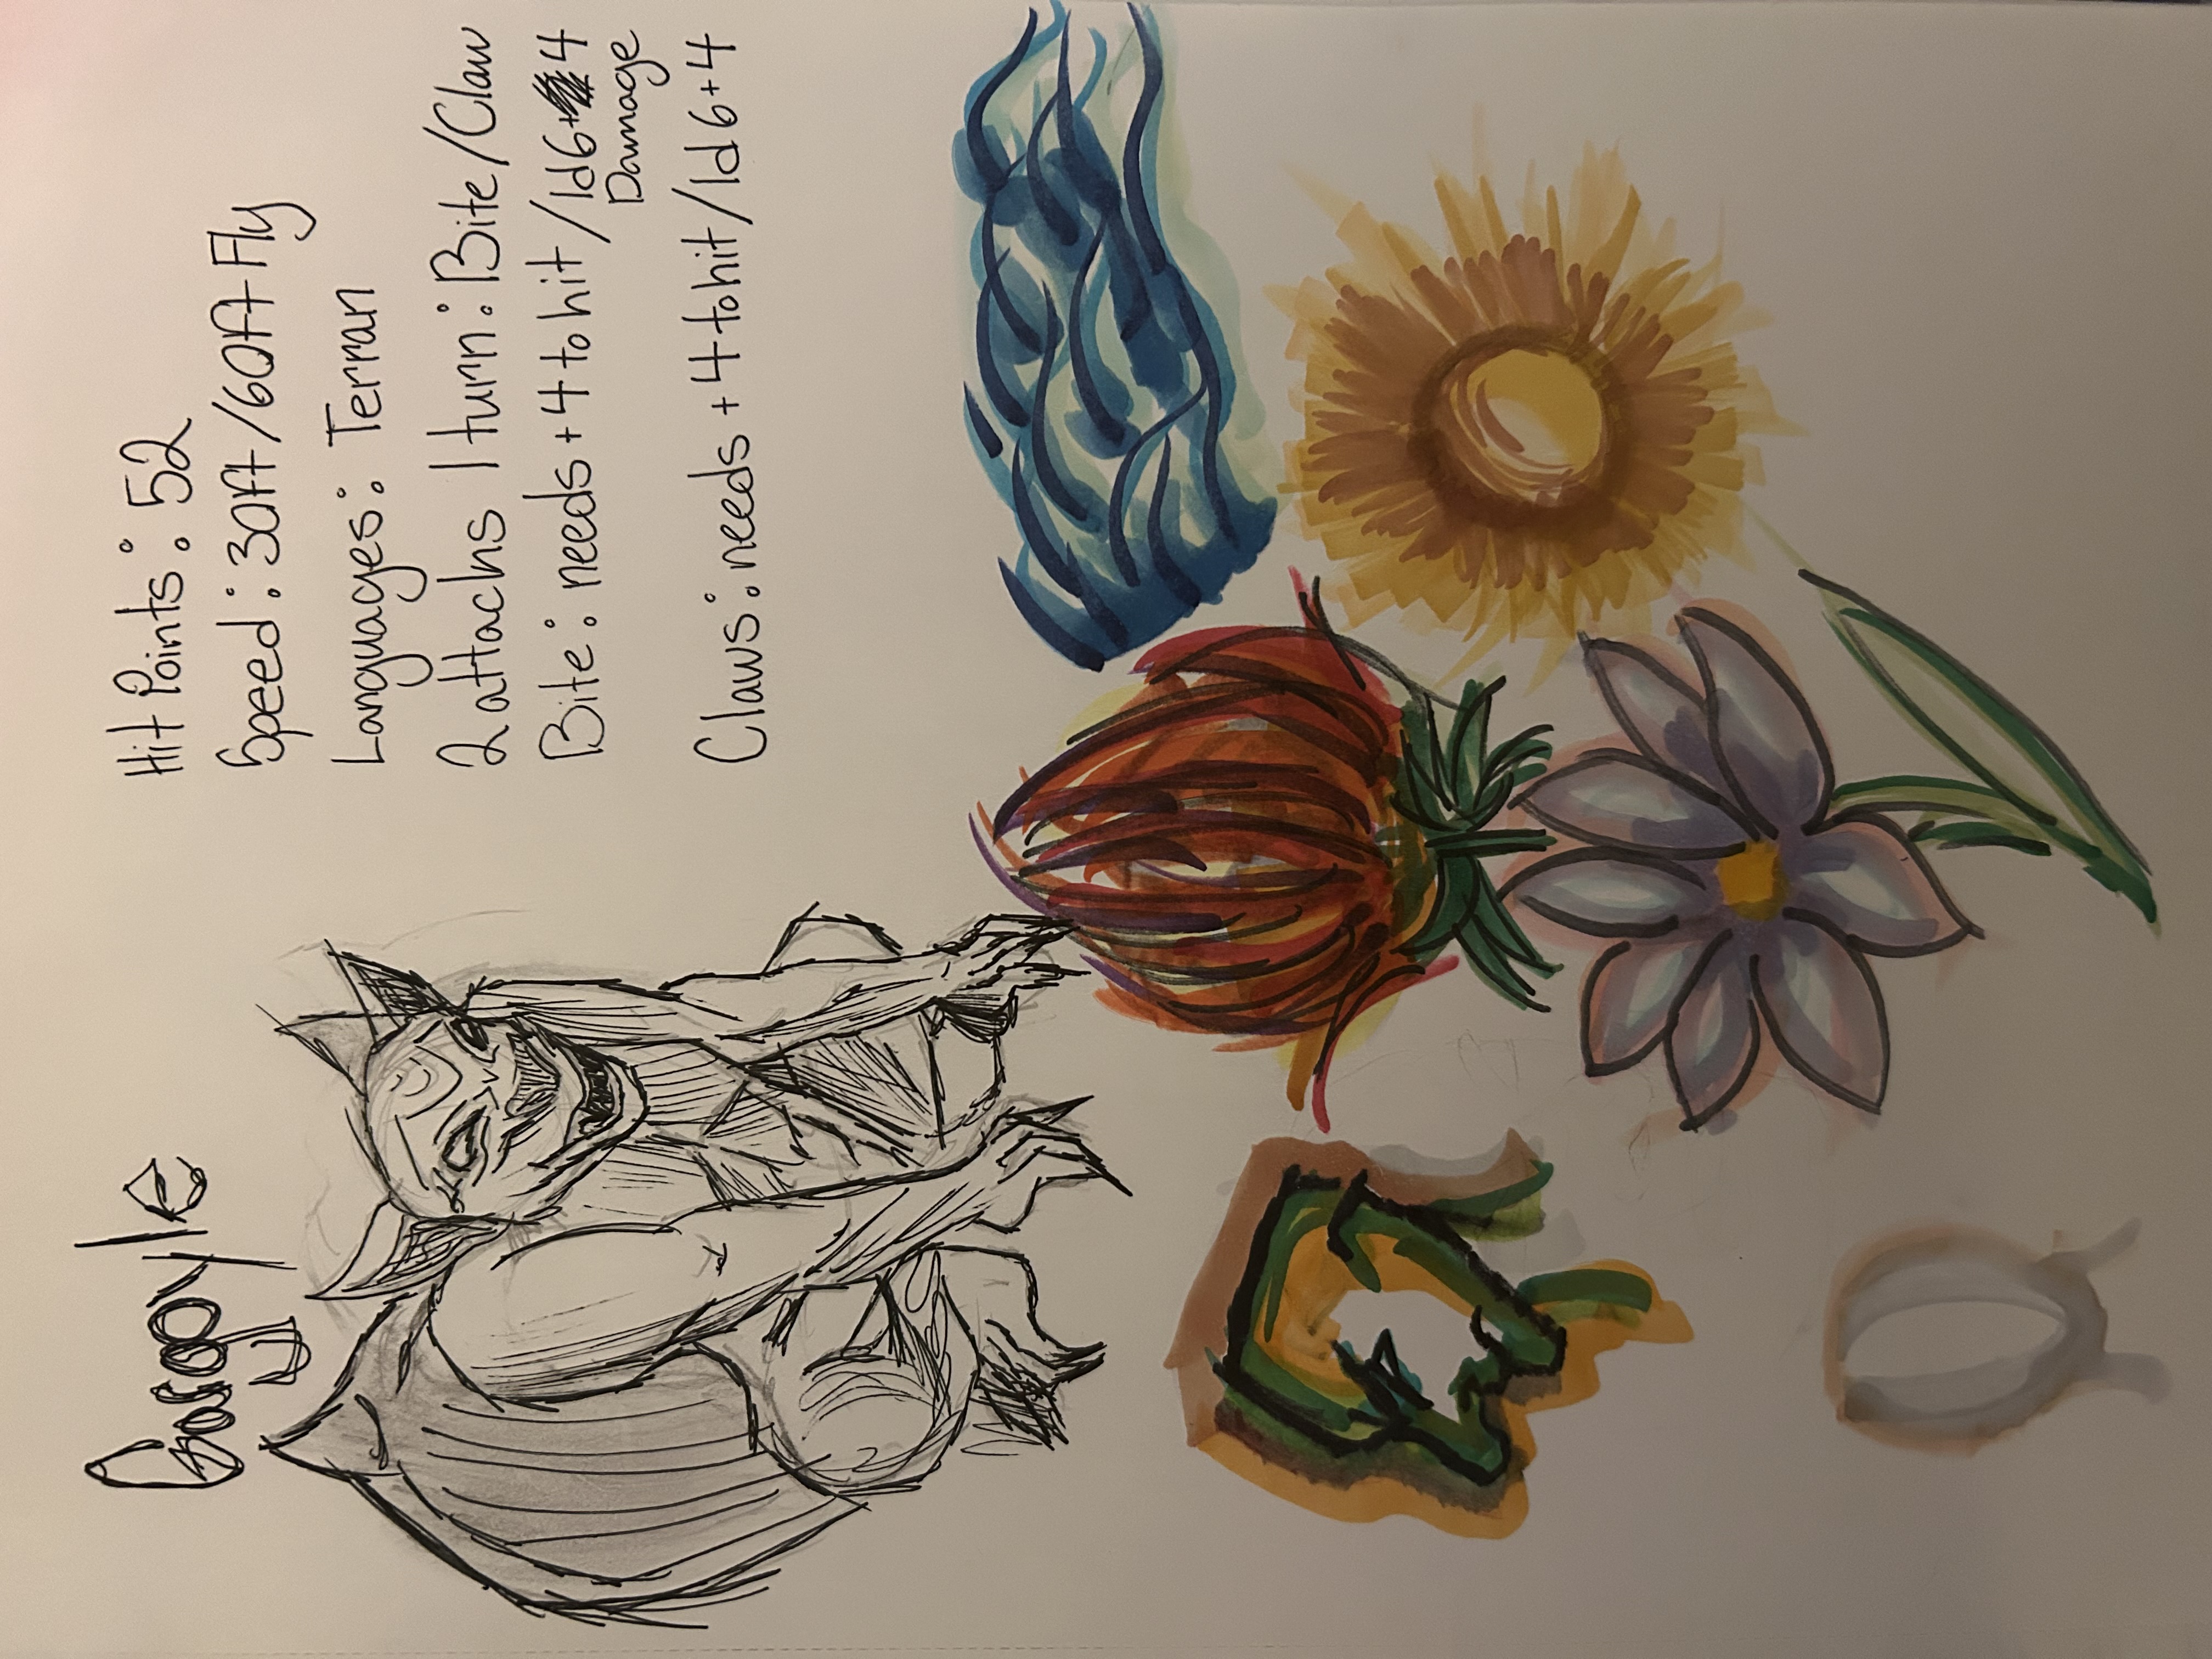 Gargoyle
Hit Points: 52
Speed: 30ft/60ft Fly
Languages: Terran
2 attacks 1 turn: Bite/Claw
Bite: needs +4 to hit/1d6+4
Damage
Claws: needs +4 to hit/1d6+4